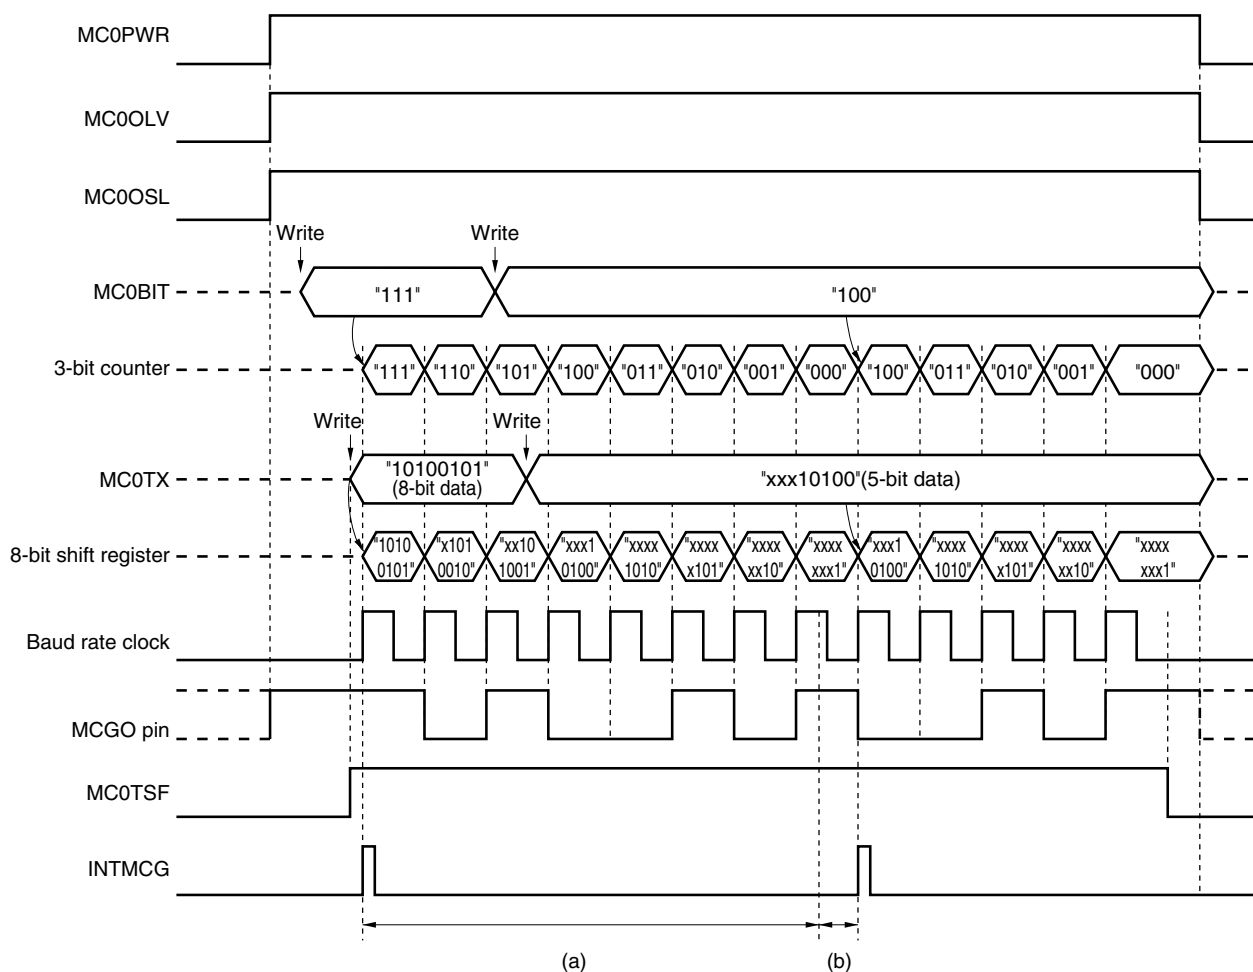 MC0PWR
MC0OLV
MC0OSL
Write Write
MC0BIT "111" "100"
3-bit counter "111" "110" "101" "100" "011" "010" "001" "000" "100" "011" "010" "001" "000"
Write Write
MC0TX "10100101" "xxx10100"(5-bit data)
(8-bit data)
8-bit shift register "1010 "x101 "xx10 "xxx1 "xxxx "xxxx "xxxx "xxxx xxx1 "xxxx "xxxx "xxxx "xxxx
0101" 0010" 1001" 0100" 1010" x101" xx10" xxx1" 0100" 1010" x101" xx10" xxx1"
Baud rate clock
MCGO pin
MC0TSF
INTMCG
(a) (b)